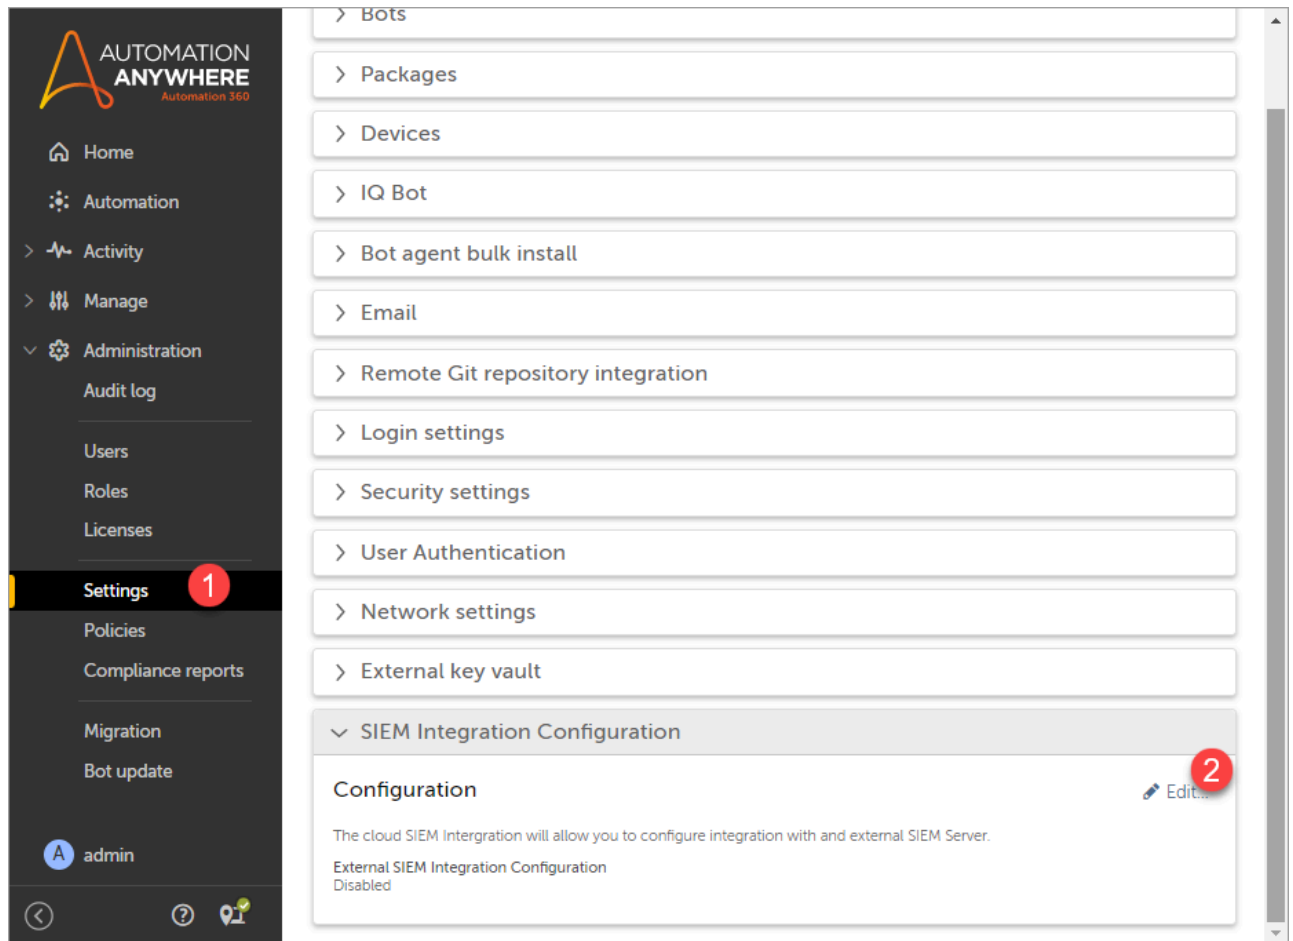 AUTOMATION
ANYWHERE
Automation 360
Home
Automation
Activity
Manage
Administration
Audit log
Users
Roles
Licenses
Settings
1
Policies
Compliance reports
Migration
Bot update
A
admin
Bots
Packages
Devices
IQ Bot
Bot agent bulk install
Email
Remote Git repository integration
Login settings
Security settings
User Authentication
Network settings
External key vault
SIEM Integration Configuration
Configuration
2
Edit...
The cloud SIEM Intergration will allow you to configure integration with and external SIEM Server.
External SIEM Integration Configuration
Disabled